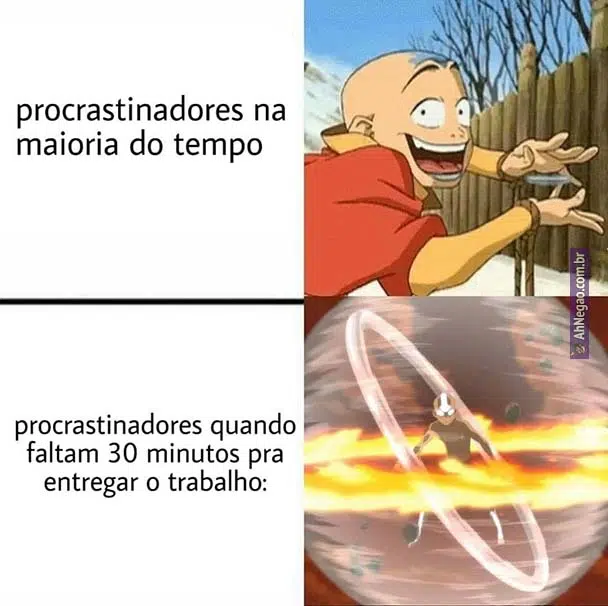 procrastinadores na
maioria do tempo
AhNegao.com.br
procrastinadores quando
faltam 30 minutos pra
entregar o trabalho: